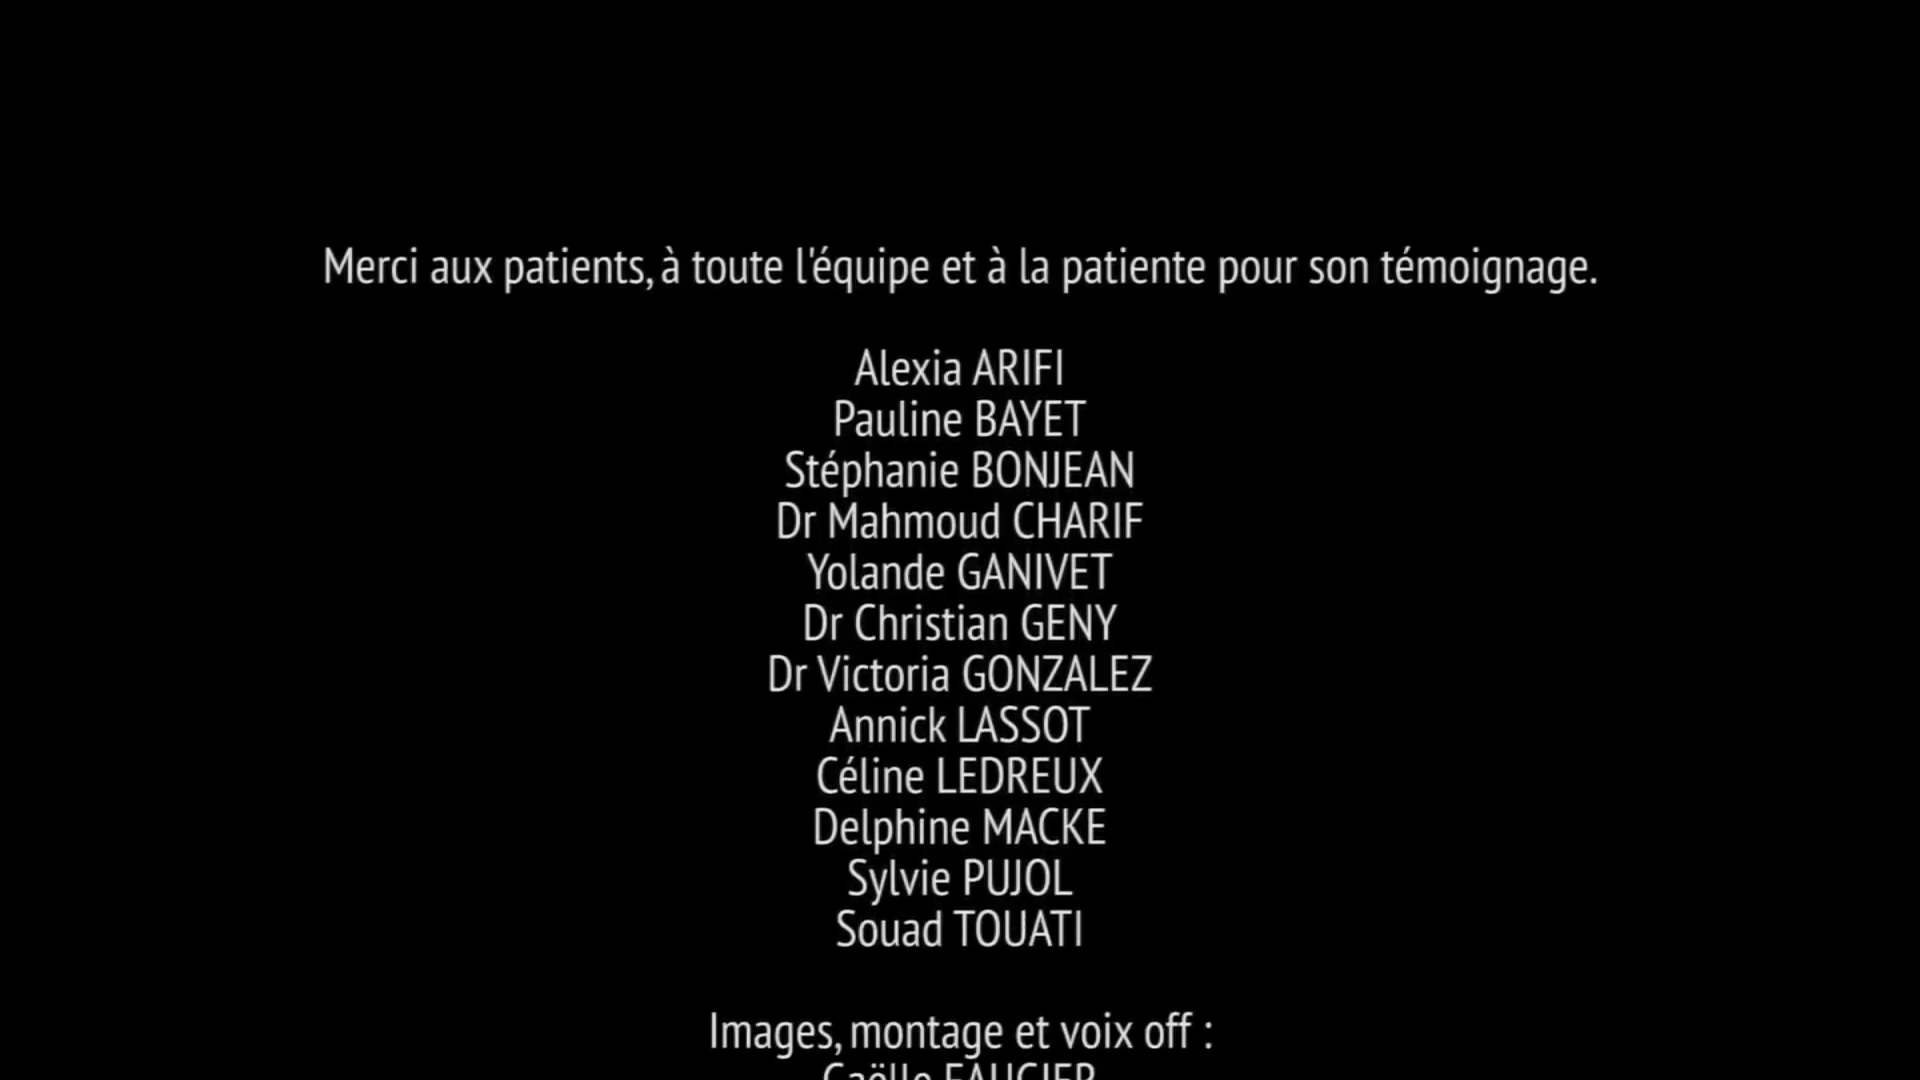 Merci aux patients, à toute l'équipe et à la patiente pour son témoignage.
Alexia ARIFI
Pauline BAYET
Stéphanie BONJEAN
Dr Mahmoud CHARIF
Yolande GANIVET
Dr Christian GENY
Dr Victoria GONZALEZ
Annick LASSOT
Céline LEDREUX
Delphine MACKE
Sylvie PUJOL
Souad TOUATI
Images, montage et voix off :
Gaëlle FAUGIER